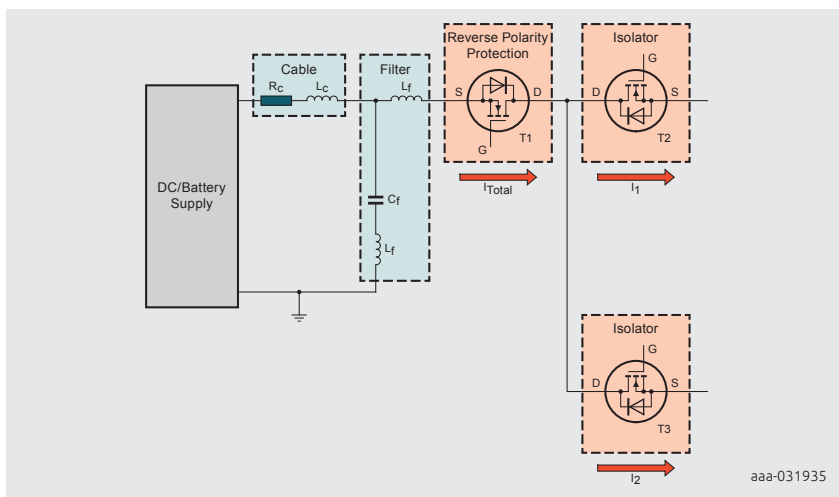 Reverse Polarity
Protection
Isolator
Cable
Filter
G
Rc
Lc
Lf
S
D
D
S
G
T1
T2
DC/Battery
Supply
ITotal
I1
Cf
Lf
Isolator
G
D
S
T3
I2
aaa-031935